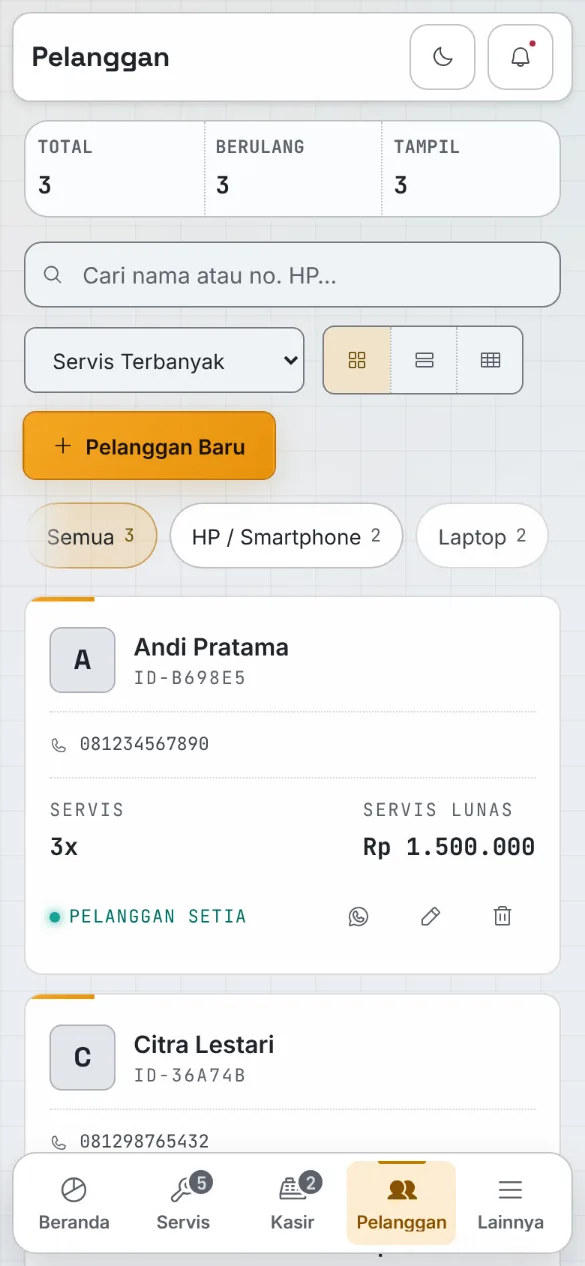 Pelanggan
TOTAL BERULANG TAMPIL
3 3 3
Cari nama atau no. HP...
Servis Terbanyak
+ Pelanggan Baru
Semua 3 HP / Smartphone 2 Laptop 2
A
Andi Pratama
ID-B698E5
081234567890
SERVIS SERVIS LUNAS
3x Rp 1.500.000
PELANGGAN SETIA
C
Citra Lestari
ID-36A74B
081298765432
5 2
Beranda Servis Kasir Pelanggan Lainnya